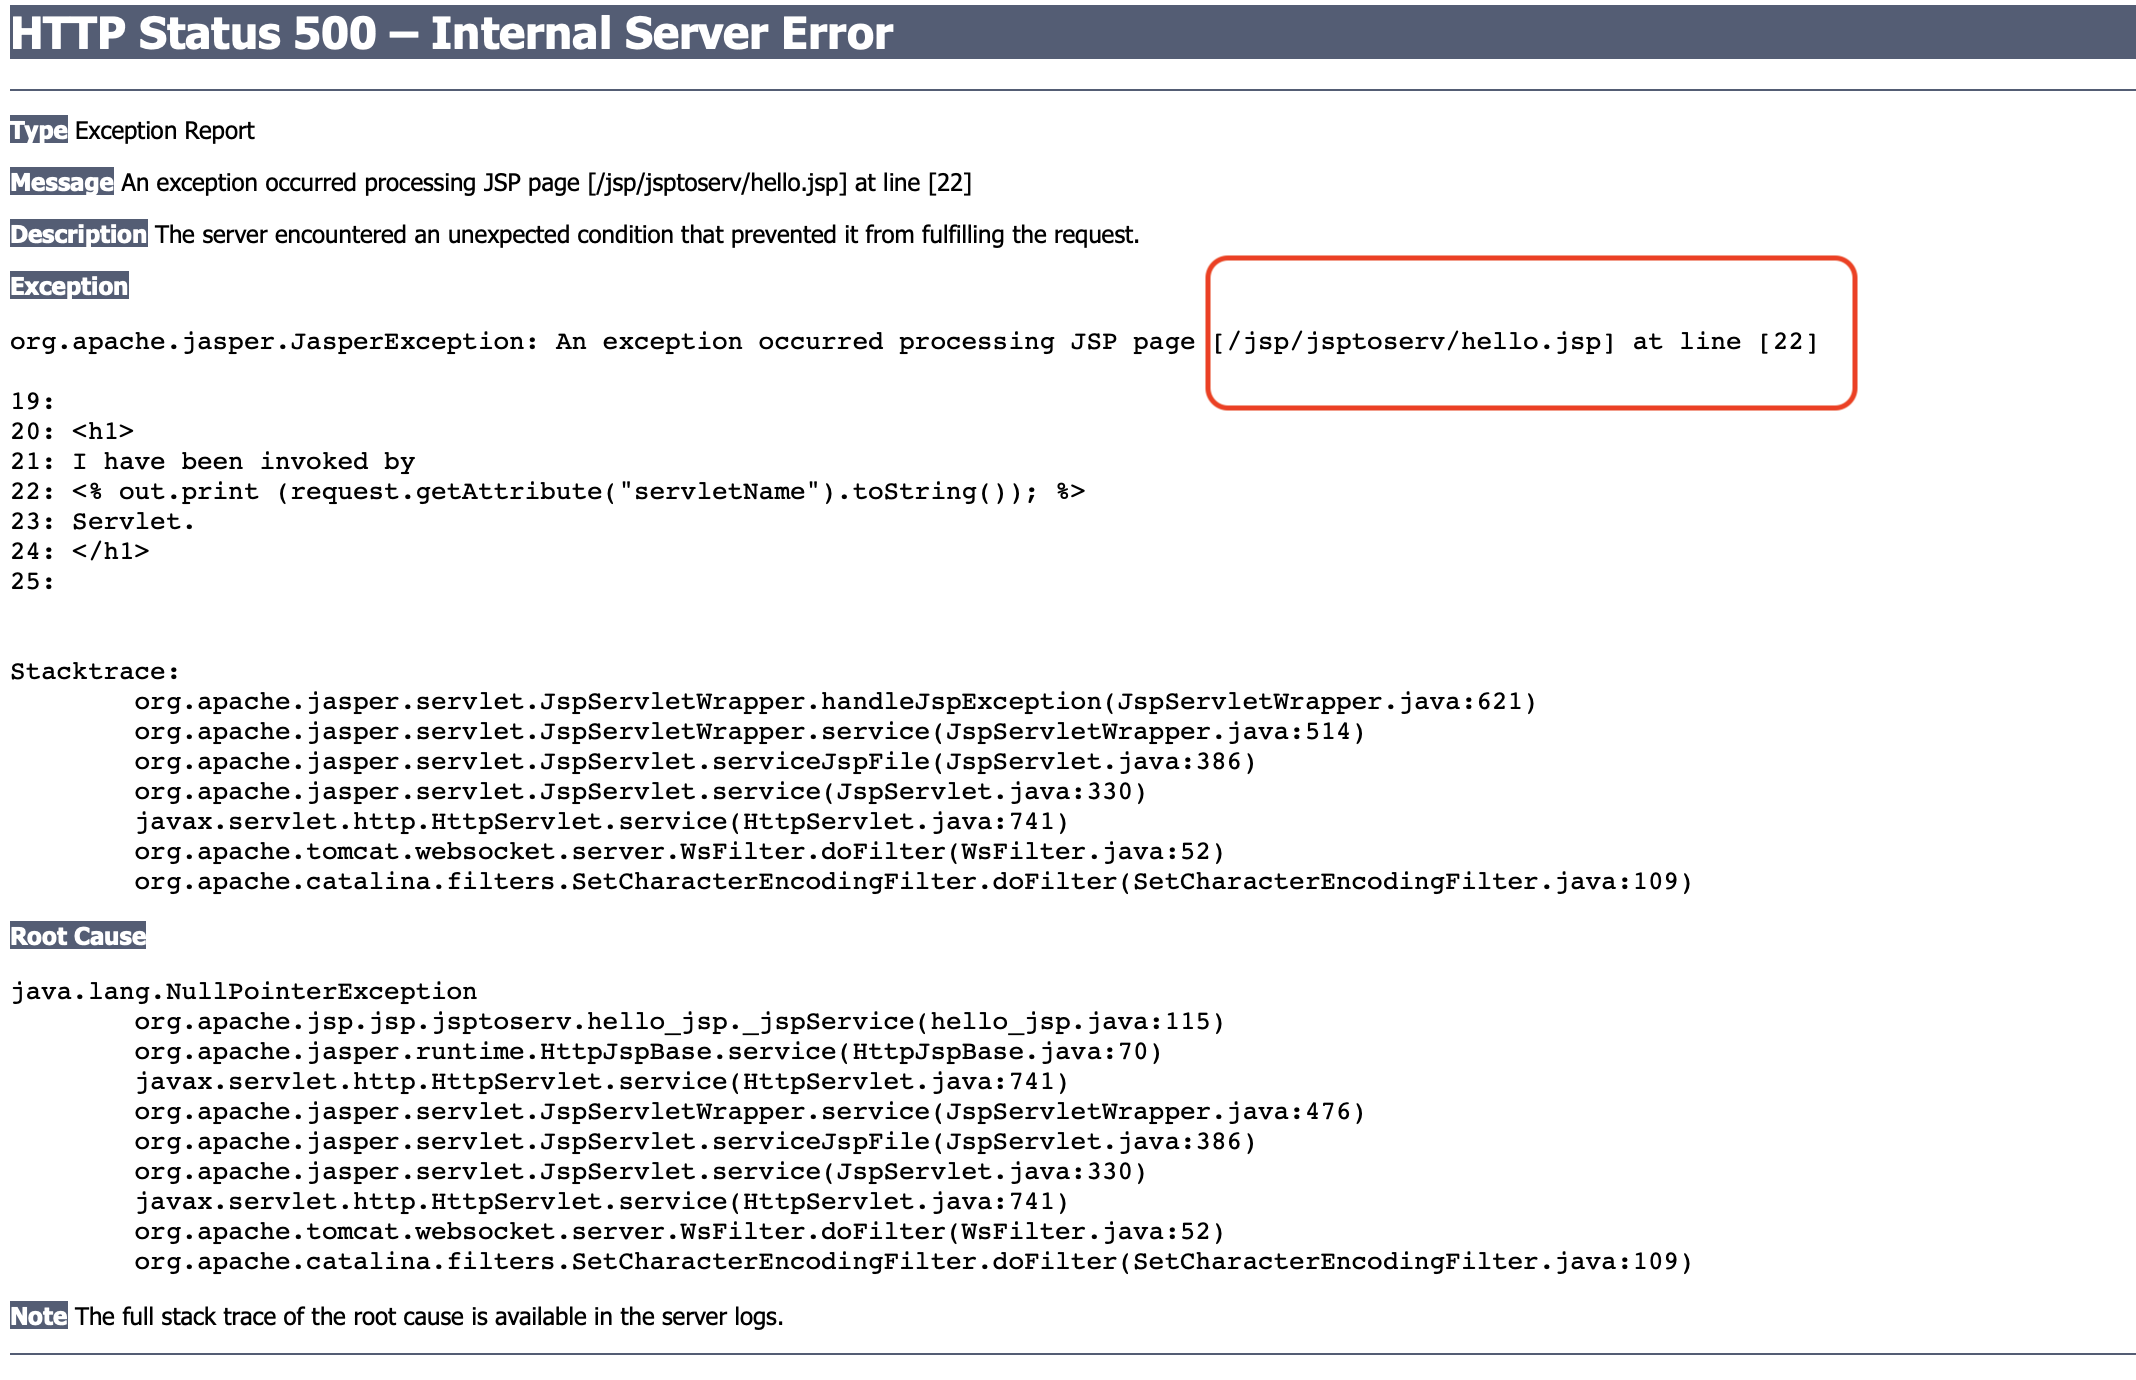 HTTP Status 500 – Internal Server Error
Type Exception Report
Message An exception occurred processing JSP page [/jsp/jsptoserv/hello.jsp] at line [22]
Description The server encountered an unexpected condition that prevented it from fulfilling the request.
Exception
org.apache.jasper.JasperException: An exception occurred processing JSP page [/jsp/jsptoserv/hello.jsp] at line [22]
19:
20: <h1>
21: I have been invoked by
22: <% out.print (request.getAttribute("servletName").toString()); %>
23: Servlet.
24: </h1>
25:
Stacktrace:
org.apache.jasper.servlet.JspServletWrapper.handleJspException(JspServletWrapper.java:621)
org.apache.jasper.servlet.JspServletWrapper.service(JspServletWrapper.java:514)
org.apache.jasper.servlet.JspServlet.serviceJspFile(JspServlet.java:386)
org.apache.jasper.servlet.JspServlet.service(JspServlet.java:330)
javax.servlet.http.HttpServlet.service(HttpServlet.java:741)
org.apache.tomcat.websocket.server.WsFilter.doFilter(WsFilter.java:52)
org.apache.catalina.filters.SetCharacterEncodingFilter.doFilter(SetCharacterEncodingFilter.java:109)
Root Cause
java.lang.NullPointerException
org.apache.jsp.jsp.jsptoserv.hello_jsp._jspService(hello_jsp.java:115)
org.apache.jasper.runtime.HttpJspBase.service(HttpJspBase.java:70)
javax.servlet.http.HttpServlet.service(HttpServlet.java:741)
org.apache.jasper.servlet.JspServletWrapper.service(JspServletWrapper.java:476)
org.apache.jasper.servlet.JspServlet.serviceJspFile(JspServlet.java:386)
org.apache.jasper.servlet.JspServlet.service(JspServlet.java:330)
javax.servlet.http.HttpServlet.service(HttpServlet.java:741)
org.apache.tomcat.websocket.server.WsFilter.doFilter(WsFilter.java:52)
org.apache.catalina.filters.SetCharacterEncodingFilter.doFilter(SetCharacterEncodingFilter.java:109)
Note The full stack trace of the root cause is available in the server logs.